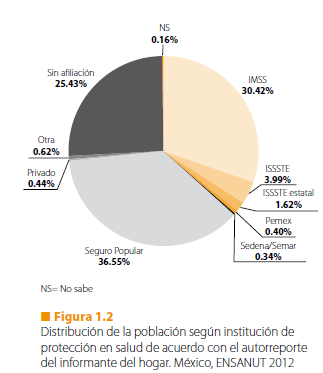 NS
0.16%
Sin afiliación
25.43%
IMSS
30.42%
Otra
0.62%
Privado
0.44%
ISSSTE
3.99%
ISSSTE estatal
1.62%
Pemex
0.40%
Sedena/Semar
0.34%
Seguro Popular
36.55%
NS= No sabe
■ Figura 1.2
Distribución de la población según institución de
protección en salud de acuerdo con el autorreporte
del informante del hogar. México, ENSANUT 2012